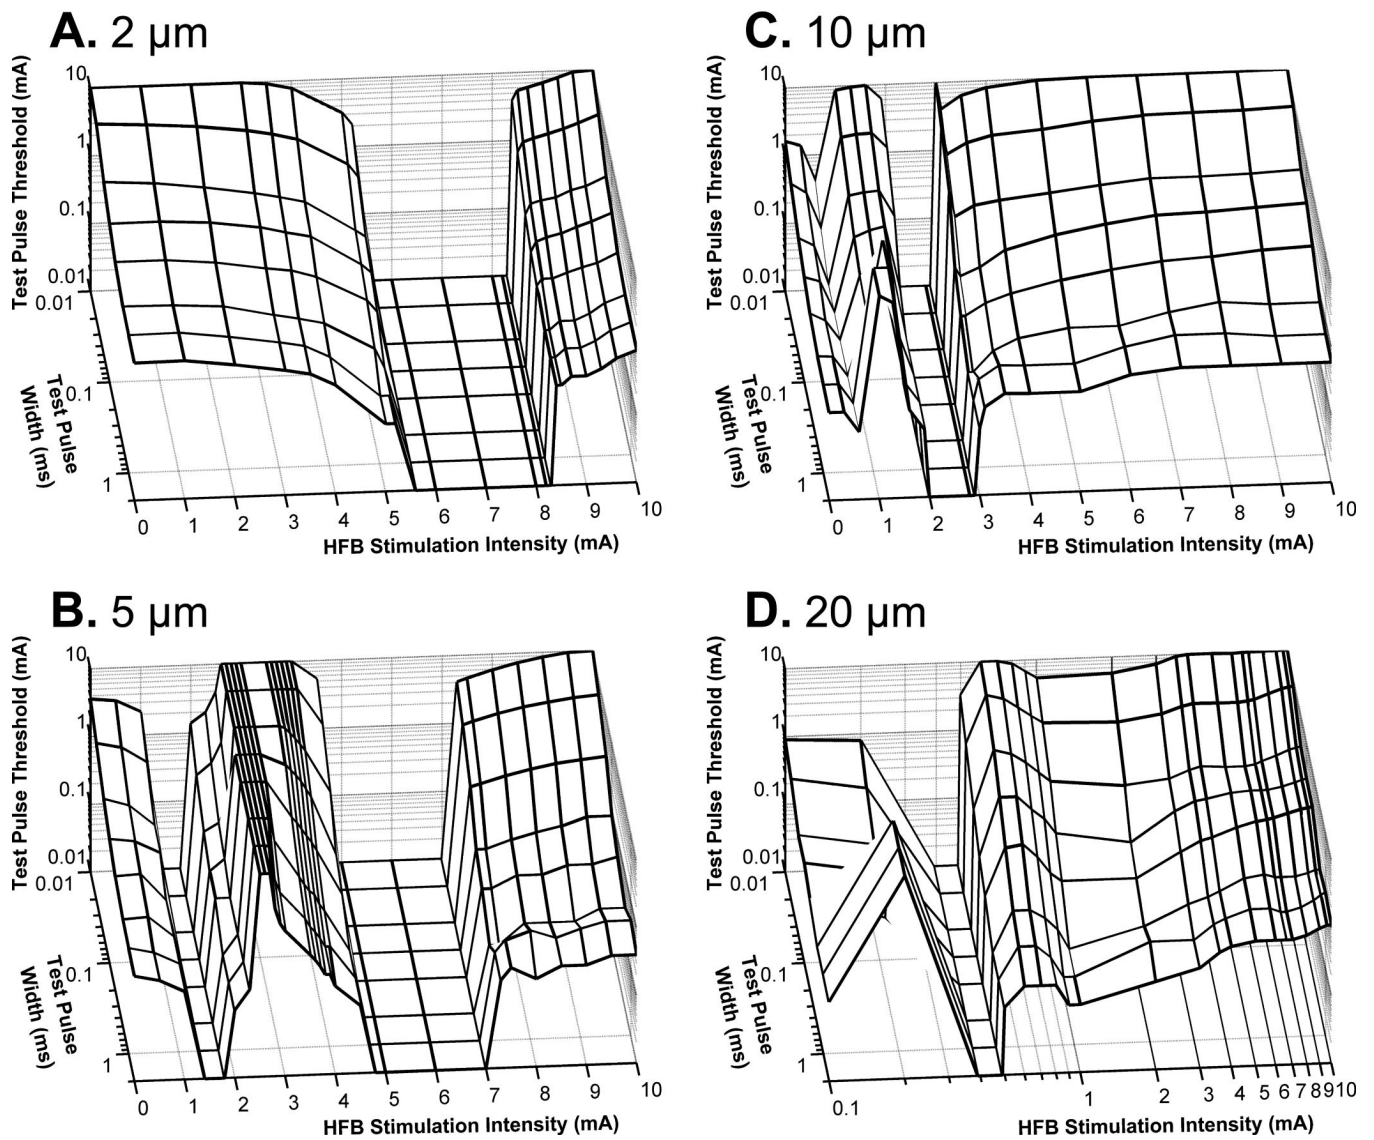 A. 2 µm
Test Pulse Threshold (mA)
10
1
0.1
0.01
0.01
0.1
1
Test Pulse
Width (ms)
0 1 2 3 4 5 6 7 8 9 10
HFB Stimulation Intensity (mA)
C. 10 µm
Test Pulse Threshold (mA)
10
1
0.1
0.01
0.01
0.1
1
Test Pulse
Width (ms)
0 1 2 3 4 5 6 7 8 9 10
HFB Stimulation Intensity (mA)
B. 5 µm
Test Pulse Threshold (mA)
10
1
0.1
0.01
0.01
0.1
1
Test Pulse
Width (ms)
0 1 2 3 4 5 6 7 8 9 10
HFB Stimulation Intensity (mA)
D. 20 µm
Test Pulse Threshold (mA)
10
1
0.1
0.01
0.01
0.1
1
Test Pulse
Width (ms)
0.1 1 2 3 4 5 6 7 8 9 10
HFB Stimulation Intensity (mA)